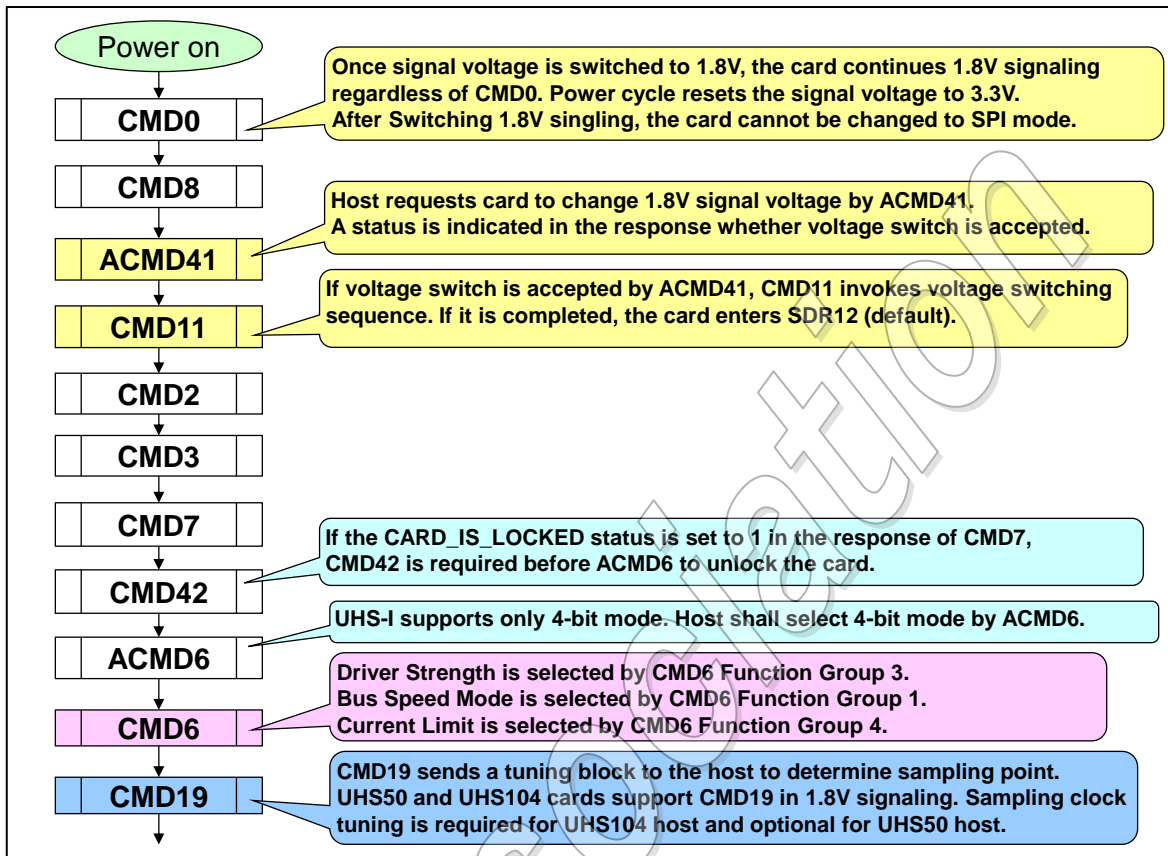 Power on
Once signal voltage is switched to 1.8V, the card continues 1.8V signaling
regardless of CMD0. Power cycle resets the signal voltage to 3.3V.
After Switching 1.8V singling, the card cannot be changed to SPI mode.
CMD0
CMD8
Host requests card to change 1.8V signal voltage by ACMD41.
A status is indicated in the response whether voltage switch is accepted.
ACMD41
If voltage switch is accepted by ACMD41, CMD11 invokes voltage switching
sequence. If it is completed, the card enters SDR12 (default).
CMD11
CMD2
CMD3
CMD7
If the CARD_IS_LOCKED status is set to 1 in the response of CMD7,
CMD42 is required before ACMD6 to unlock the card.
CMD42
UHS-I supports only 4-bit mode. Host shall select 4-bit mode by ACMD6.
ACMD6
Driver Strength is selected by CMD6 Function Group 3.
Bus Speed Mode is selected by CMD6 Function Group 1.
Current Limit is selected by CMD6 Function Group 4.
CMD6
CMD19 sends a tuning block to the host to determine sampling point.
UHS50 and UHS104 cards support CMD19 in 1.8V signaling. Sampling clock
tuning is required for UHS104 host and optional for UHS50 host.
CMD19
ociation